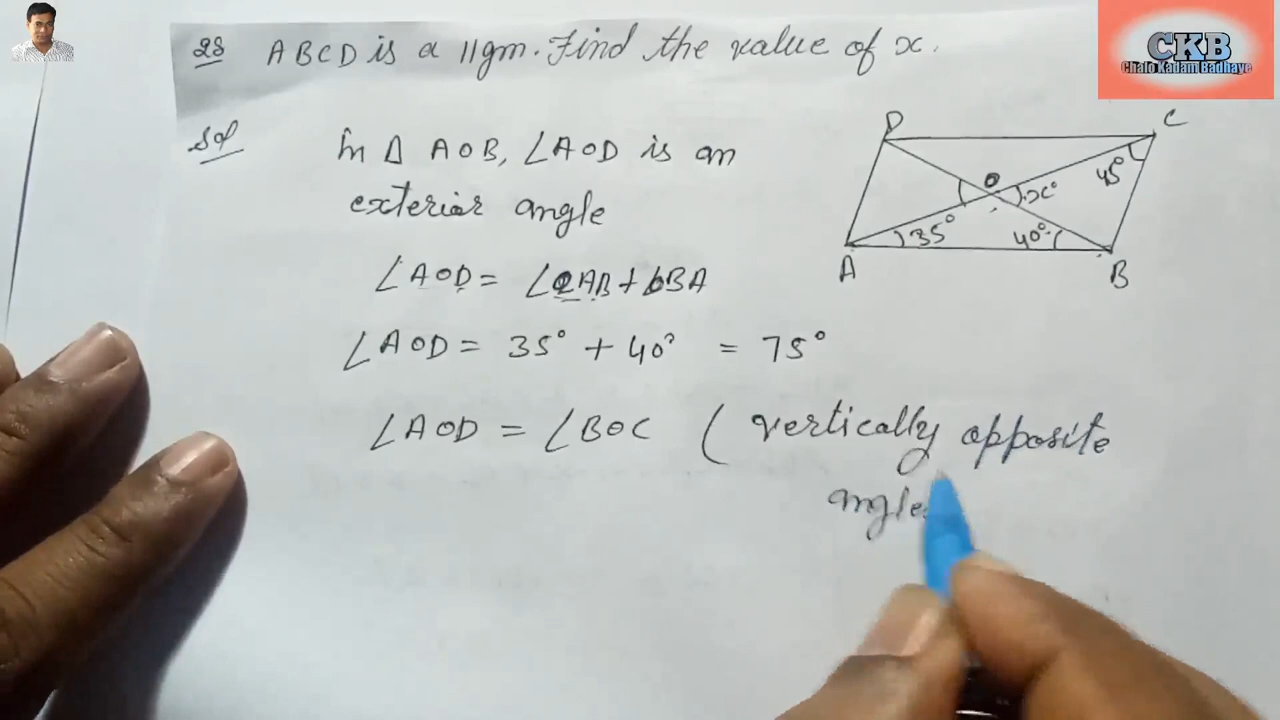 28 ABCD is a ||gm. Find the value of x.
CKB
Chalo Kadam Badhaye
Sol In Δ AOB, ∠AOD is an
exterior angle
∠AOD = ∠OAB + ∠OBA
∠AOD = 35° + 40° = 75°
∠AOD = ∠BOC ( vertically opposite
angle
D
C
O
x°
45°
35°
40°
A
B